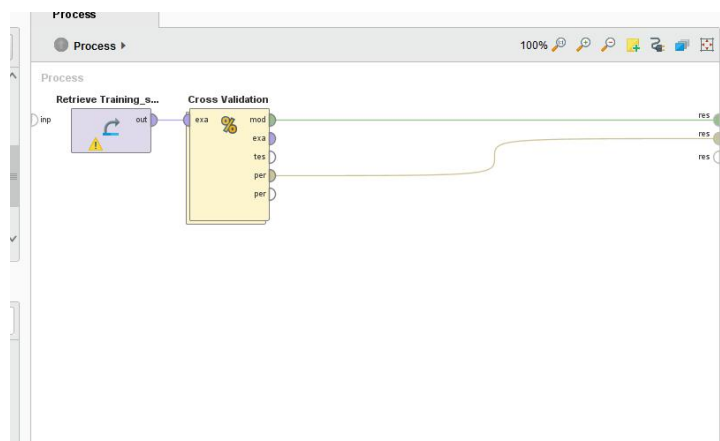 Process
Process
100%
Process
Retrieve Training_s...
Cross Validation
inp
out
exa
mod
exa
tes
per
per
res
res
res